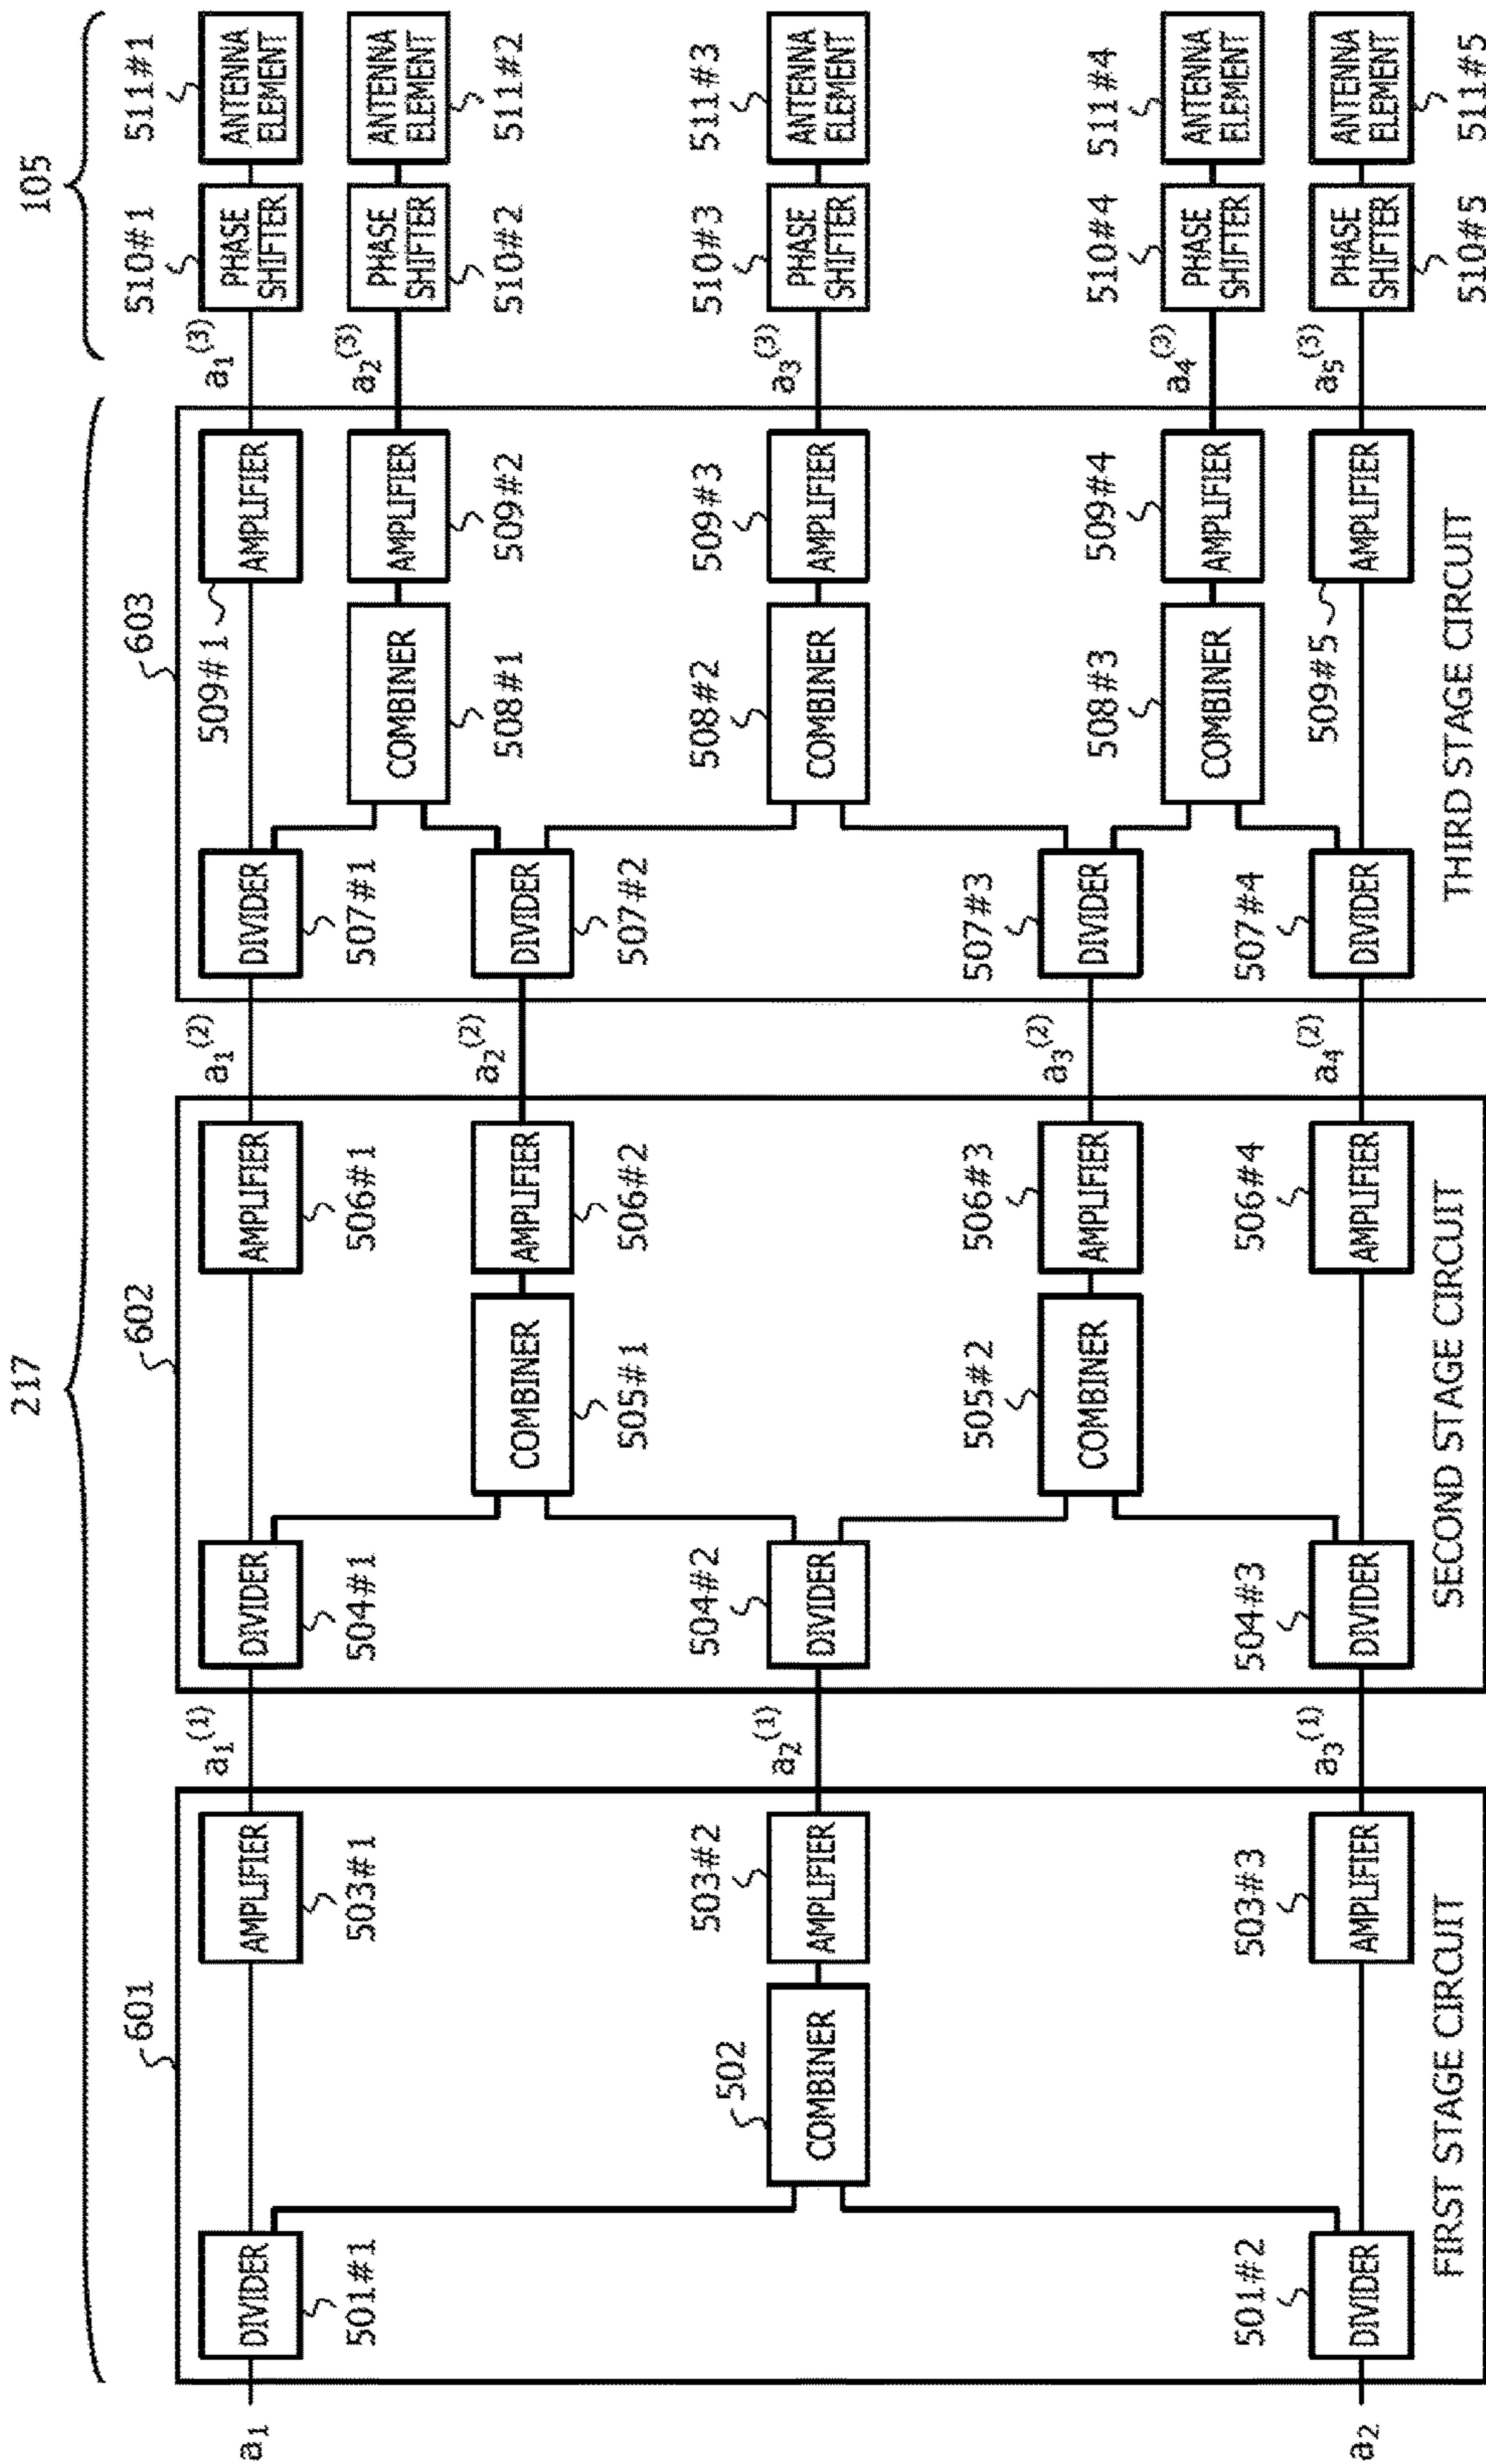 217
105
601
602
603
a1
DIVIDER
501#1
COMBINER
502
AMPLIFIER
503#1
AMPLIFIER
503#2
AMPLIFIER
503#3
a2
DIVIDER
501#2
FIRST STAGE CIRCUIT
a1(1)
a2(1)
a3(1)
DIVIDER
504#1
DIVIDER
504#2
DIVIDER
504#3
COMBINER
505#1
COMBINER
505#2
AMPLIFIER
506#1
AMPLIFIER
506#2
AMPLIFIER
506#3
AMPLIFIER
506#4
SECOND STAGE CIRCUIT
a1(2)
a2(2)
a3(2)
a4(2)
DIVIDER
507#1
DIVIDER
507#2
DIVIDER
507#3
DIVIDER
507#4
COMBINER
508#1
COMBINER
508#2
COMBINER
508#3
AMPLIFIER
509#1
AMPLIFIER
509#2
AMPLIFIER
509#3
AMPLIFIER
509#4
AMPLIFIER
509#5
THIRD STAGE CIRCUIT
a1(3)
a2(3)
a3(3)
a4(3)
a5(3)
510#1
PHASE
SHIFTER
PHASE
SHIFTER
510#2
510#3
PHASE
SHIFTER
510#4
PHASE
SHIFTER
PHASE
SHIFTER
510#5
511#1
ANTENNA
ELEMENT
ANTENNA
ELEMENT
511#2
511#3
ANTENNA
ELEMENT
511#4
ANTENNA
ELEMENT
ANTENNA
ELEMENT
511#5